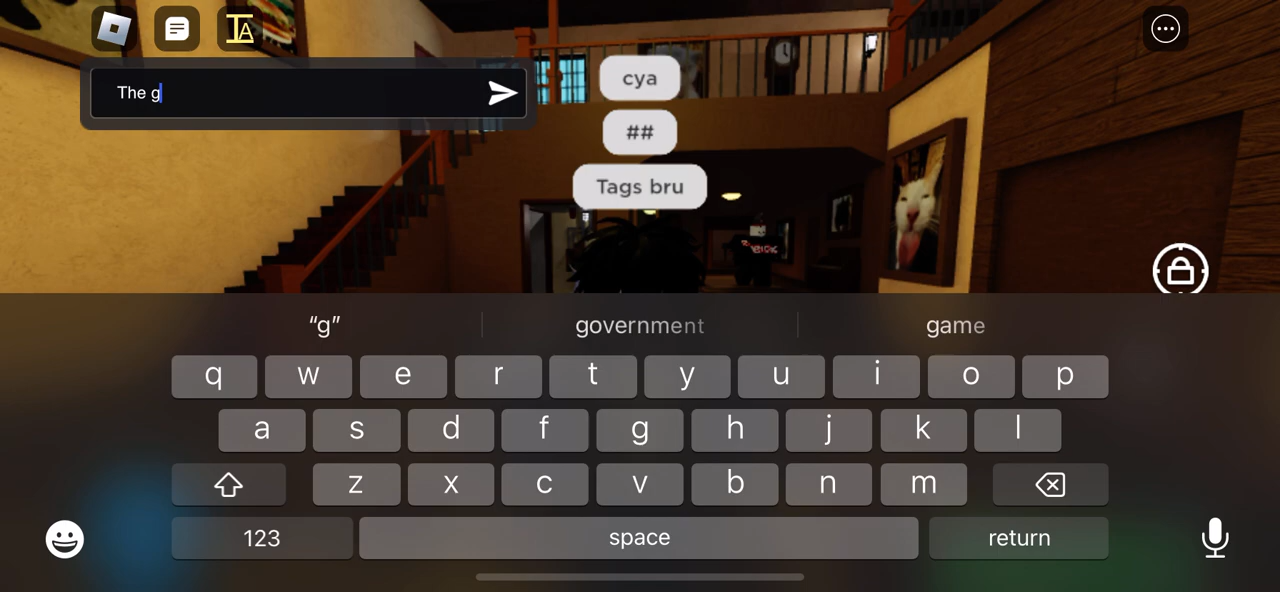 The g
cya
##
Tags bru
“g”
government
game
q w e r t y u i o p
a s d f g h j k l
z x c v b n m
123 space return